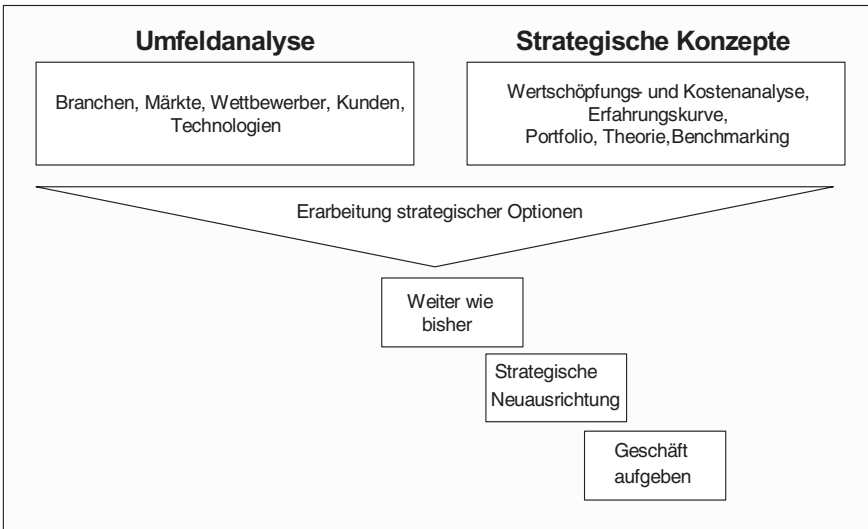 Umfeldanalyse
Branchen, Märkte, Wettbewerber, Kunden,
Technologien
Strategische Konzepte
Wertschöpfungs- und Kostenanalyse,
Erfahrungskurve,
Portfolio, Theorie,Benchmarking
Erarbeitung strategischer Optionen
Weiter wie
bisher
Strategische
Neuausrichtung
Geschäft
aufgeben